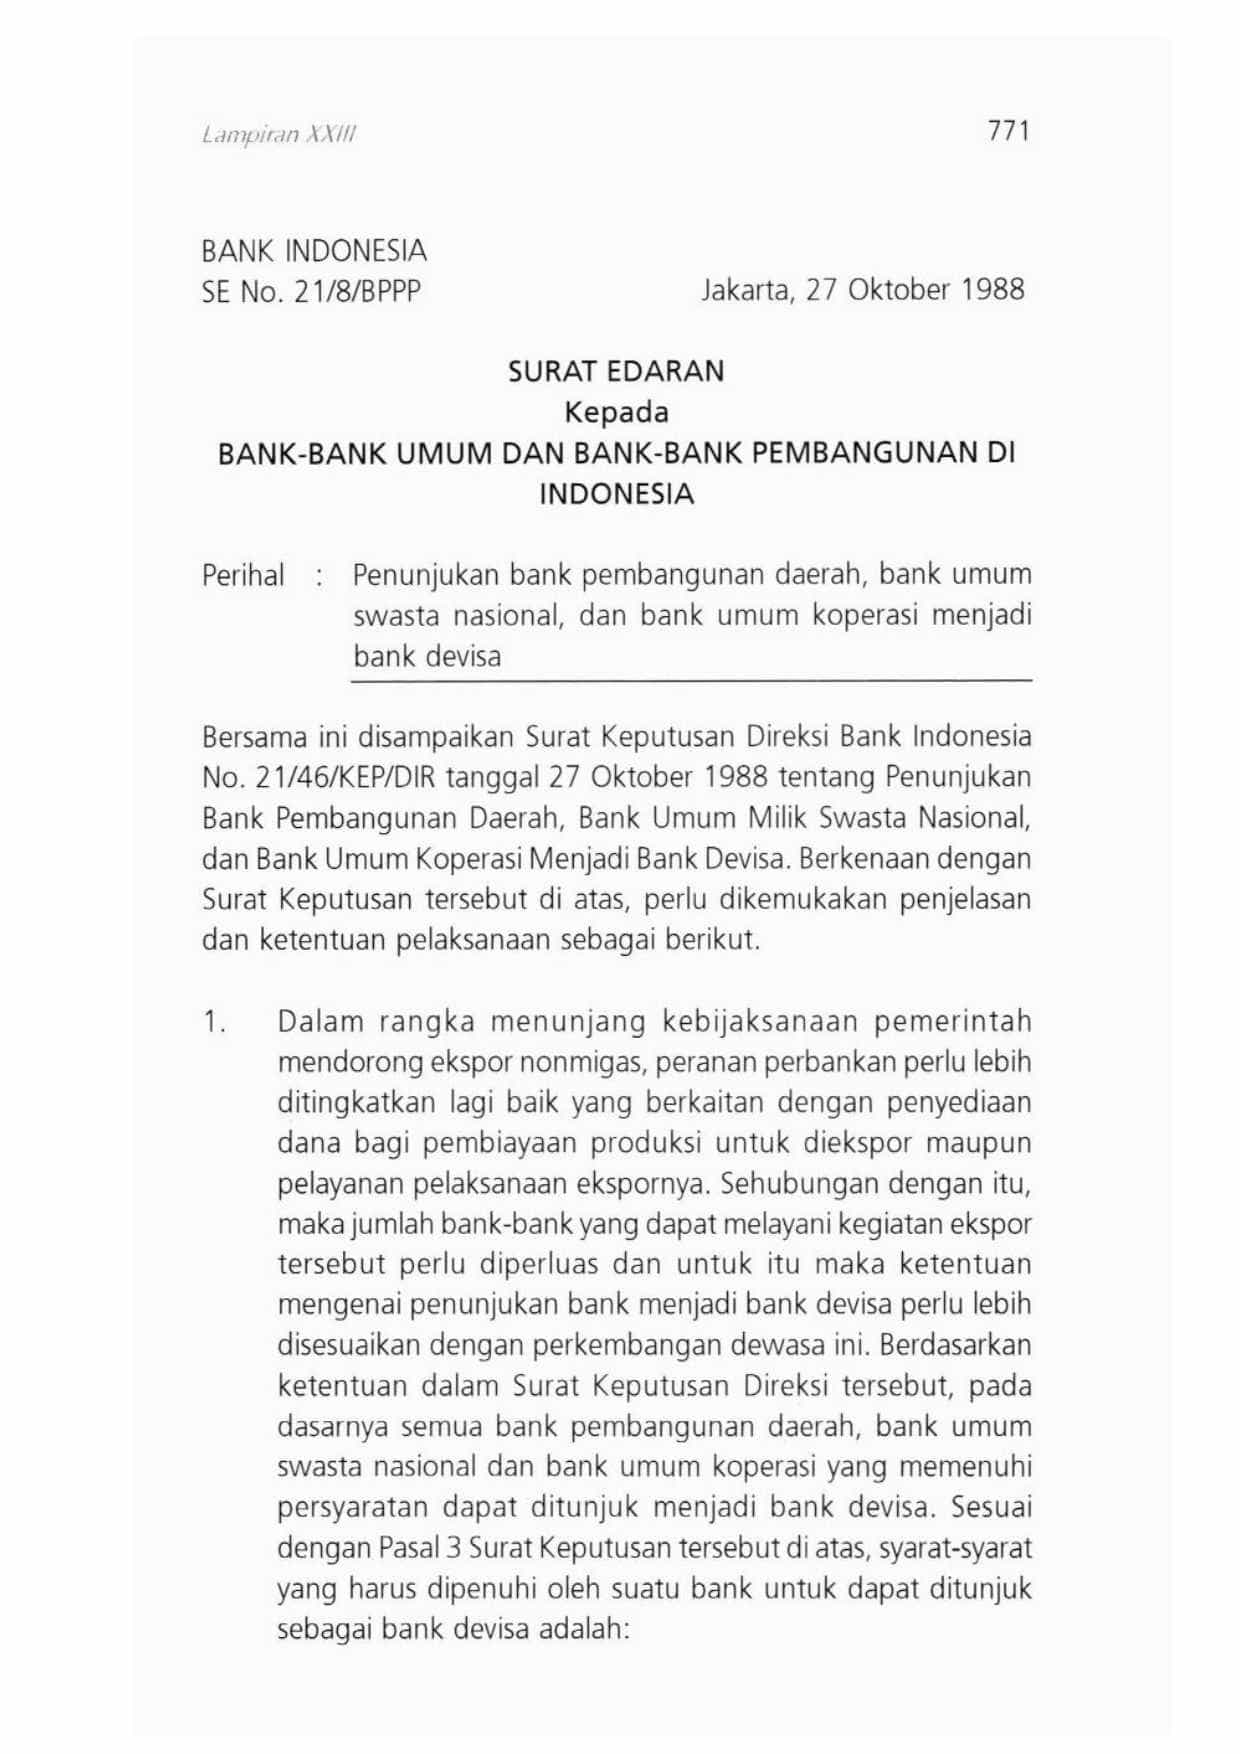 Lampiran XXIII
771
BANK INDONESIA
SE No. 21/8/BPPP
Jakarta, 27 Oktober 1988
SURAT EDARAN
Kepada
BANK-BANK UMUM DAN BANK-BANK PEMBANGUNAN DI
INDONESIA
Perihal : Penunjukan bank pembangunan daerah, bank umum
swasta nasional, dan bank umum koperasi menjadi
bank devisa
Bersama ini disampaikan Surat Keputusan Direksi Bank Indonesia
No. 21/46/KEP/DIR tanggal 27 Oktober 1988 tentang Penunjukan
Bank Pembangunan Daerah, Bank Umum Milik Swasta Nasional,
dan Bank Umum Koperasi Menjadi Bank Devisa. Berkenaan dengan
Surat Keputusan tersebut di atas, perlu dikemukakan penjelasan
dan ketentuan pelaksanaan sebagai berikut.
1. Dalam rangka menunjang kebijaksanaan pemerintah
mendorong ekspor nonmigas, peranan perbankan perlu lebih
ditingkatkan lagi baik yang berkaitan dengan penyediaan
dana bagi pembiayaan produksi untuk diekspor maupun
pelayanan pelaksanaan ekspornya. Sehubungan dengan itu,
maka jumlah bank-bank yang dapat melayani kegiatan ekspor
tersebut perlu diperluas dan untuk itu maka ketentuan
mengenai penunjukan bank menjadi bank devisa perlu lebih
disesuaikan dengan perkembangan dewasa ini. Berdasarkan
ketentuan dalam Surat Keputusan Direksi tersebut, pada
dasarnya semua bank pembangunan daerah, bank umum
swasta nasional dan bank umum koperasi yang memenuhi
persyaratan dapat ditunjuk menjadi bank devisa. Sesuai
dengan Pasal 3 Surat Keputusan tersebut di atas, syarat-syarat
yang harus dipenuhi oleh suatu bank untuk dapat ditunjuk
sebagai bank devisa adalah: